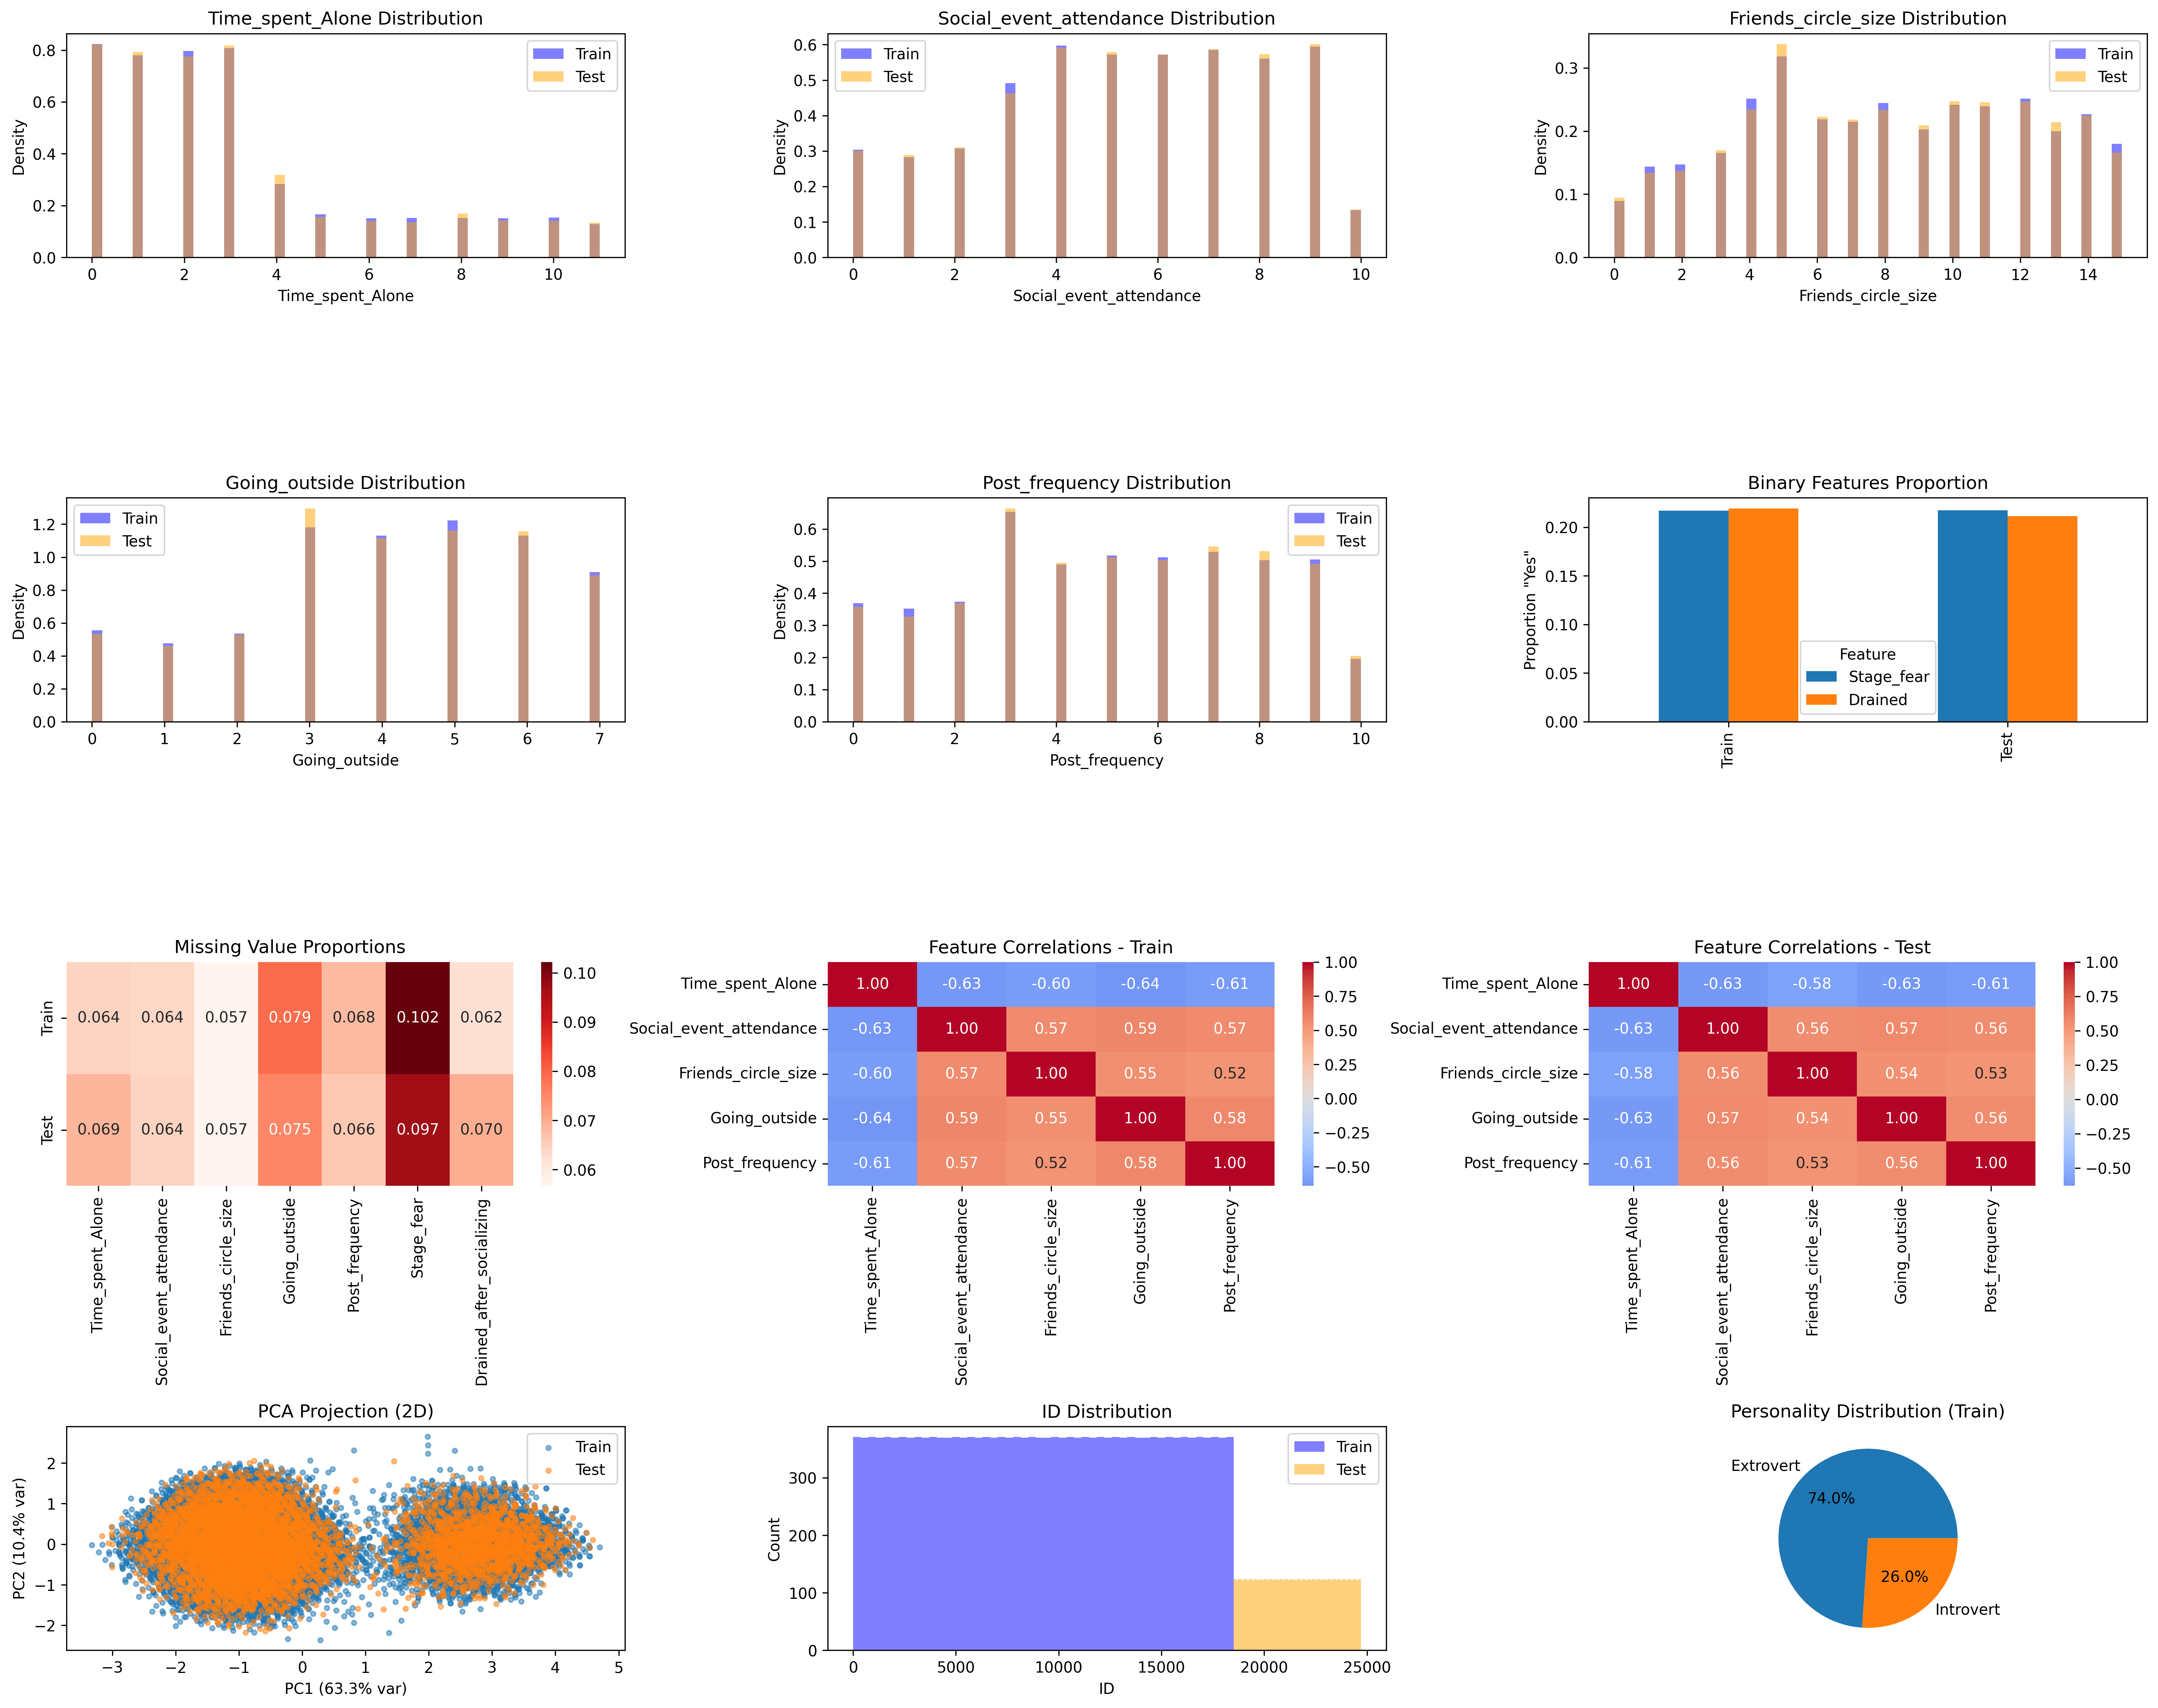 Time_spent_Alone Distribution
Density
0.8
0.6
0.4
0.2
0.0
Train
Test
0 2 4 6 8 10
Time_spent_Alone
Social_event_attendance Distribution
Density
0.6
0.5
0.4
0.3
0.2
0.1
0.0
Train
Test
0 2 4 6 8 10
Social_event_attendance
Friends_circle_size Distribution
Density
0.3
0.2
0.1
0.0
Train
Test
0 2 4 6 8 10 12 14
Friends_circle_size
Going_outside Distribution
Density
1.2
1.0
0.8
0.6
0.4
0.2
0.0
Train
Test
0 1 2 3 4 5 6 7
Going_outside
Post_frequency Distribution
Density
0.6
0.5
0.4
0.3
0.2
0.1
0.0
Train
Test
0 2 4 6 8 10
Post_frequency
Binary Features Proportion
Proportion "Yes"
0.20
0.15
0.10
0.05
0.00
Feature
Stage_fear
Drained
Train
Test
Missing Value Proportions
Train
0.064 0.064 0.057 0.079 0.068 0.102 0.062
Test
0.069 0.064 0.057 0.075 0.066 0.097 0.070
0.10
0.09
0.08
0.07
0.06
Time_spent_Alone
Social_event_attendance
Friends_circle_size
Going_outside
Post_frequency
Stage_fear
Drained_after_socializing
Feature Correlations - Train
Time_spent_Alone 1.00 -0.63 -0.60 -0.64 -0.61
Social_event_attendance -0.63 1.00 0.57 0.59 0.57
Friends_circle_size -0.60 0.57 1.00 0.55 0.52
Going_outside -0.64 0.59 0.55 1.00 0.58
Post_frequency -0.61 0.57 0.52 0.58 1.00
1.00
0.75
0.50
0.25
0.00
−0.25
−0.50
Time_spent_Alone
Social_event_attendance
Friends_circle_size
Going_outside
Post_frequency
Feature Correlations - Test
Time_spent_Alone 1.00 -0.63 -0.58 -0.63 -0.61
Social_event_attendance -0.63 1.00 0.56 0.57 0.56
Friends_circle_size -0.58 0.56 1.00 0.54 0.53
Going_outside -0.63 0.57 0.54 1.00 0.56
Post_frequency -0.61 0.56 0.53 0.56 1.00
1.00
0.75
0.50
0.25
0.00
−0.25
−0.50
Time_spent_Alone
Social_event_attendance
Friends_circle_size
Going_outside
Post_frequency
PCA Projection (2D)
PC2 (10.4% var)
2
1
0
−1
−2
Train
Test
−3 −2 −1 0 1 2 3 4 5
PC1 (63.3% var)
ID Distribution
Count
300
200
100
0
Train
Test
0 5000 10000 15000 20000 25000
ID
Personality Distribution (Train)
Extrovert
74.0%
26.0%
Introvert